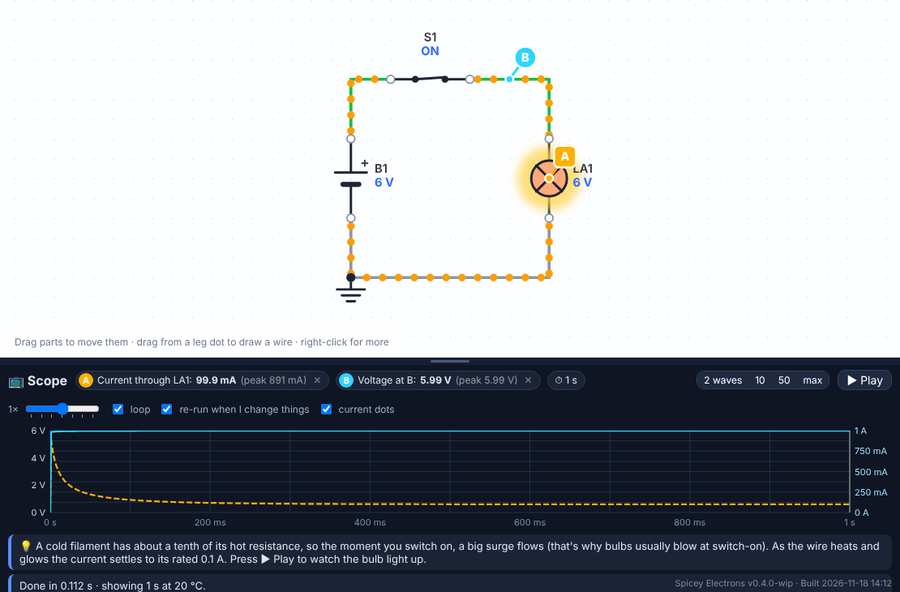 S1
ON
B
+
B1
6 V
A
LA1
6 V
Drag parts to move them · drag from a leg dot to draw a wire · right-click for more
Scope
A Current through LA1: 99.9 mA (peak 891 mA) ×
B Voltage at B: 5.99 V (peak 5.99 V) ×
⏱ 1 s
2 waves 10 50 max
▶ Play
1×
loop
re-run when I change things
current dots
6 V
4 V
2 V
0 V
1 A
750 mA
500 mA
250 mA
0 A
0 s 200 ms 400 ms 600 ms 800 ms 1 s
💡 A cold filament has about a tenth of its hot resistance, so the moment you switch on, a big surge flows (that's why bulbs usually blow at switch-on). As the wire heats and
glows the current settles to its rated 0.1 A. Press ▶ Play to watch the bulb light up.
Done in 0.112 s · showing 1 s at 20 °C.
Spicey Electrons v0.4.0-wip · Built 2026-11-18 14:12